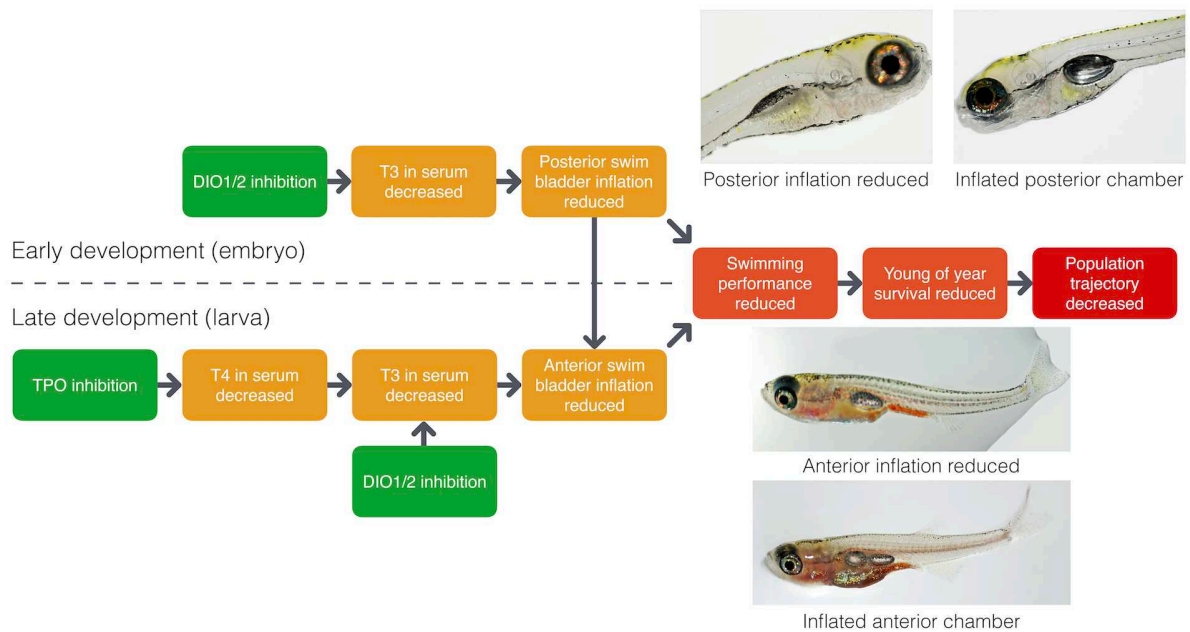 Posterior inflation reduced
Inflated posterior chamber
DIO1/2 inhibition
T3 in serum
decreased
Posterior swim
bladder inflation
reduced
Early development (embryo)
Swimming
performance
reduced
Young of year
survival reduced
Population
trajectory
decreased
Late development (larva)
TPO inhibition
T4 in serum
decreased
T3 in serum
decreased
Anterior swim
bladder inflation
reduced
DIO1/2 inhibition
Anterior inflation reduced
Inflated anterior chamber